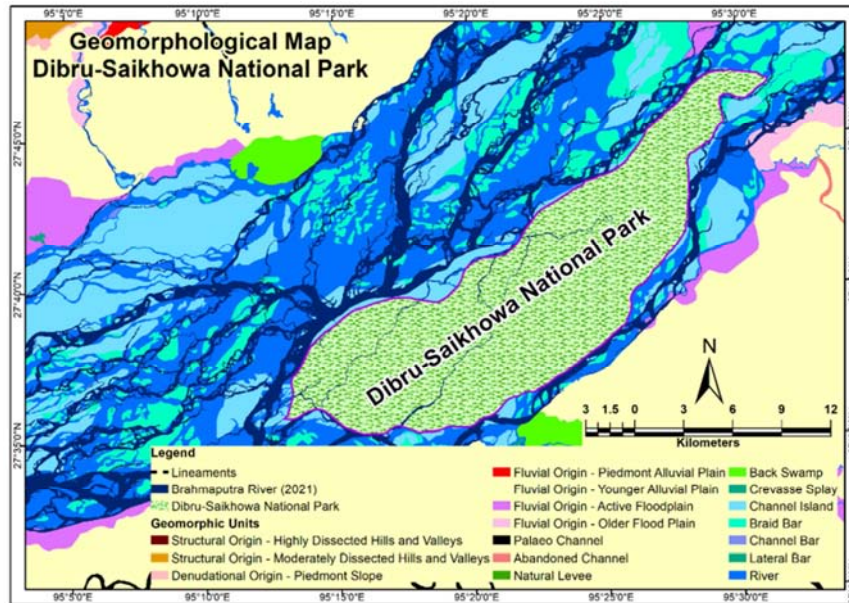 95°5'0"E 95°10'0"E 95°15'0"E 95°20'0"E 95°25'0"E 95°30'0"E
Geomorphological Map
Dibru-Saikhowa National Park
27°45'0"N
27°40'0"N
27°35'0"N
Dibru-Saikhowa National Park
N
3 1.5 0 3 6 9 12
Kilometers
Legend
Lineaments
Brahmaputra River (2021)
Dibru-Saikhowa National Park
Geomorphic Units
Structural Origin - Highly Dissected Hills and Valleys
Structural Origin - Moderately Dissected Hills and Valleys
Denudational Origin - Piedmont Slope
Fluvial Origin - Piedmont Alluvial Plain
Fluvial Origin - Younger Alluvial Plain
Fluvial Origin - Active Floodplain
Fluvial Origin - Older Flood Plain
Palaeo Channel
Abandoned Channel
Natural Levee
Back Swamp
Crevasse Splay
Channel Island
Braid Bar
Channel Bar
Lateral Bar
River
95°5'0"E 95°10'0"E 95°15'0"E 95°20'0"E 95°25'0"E 95°30'0"E